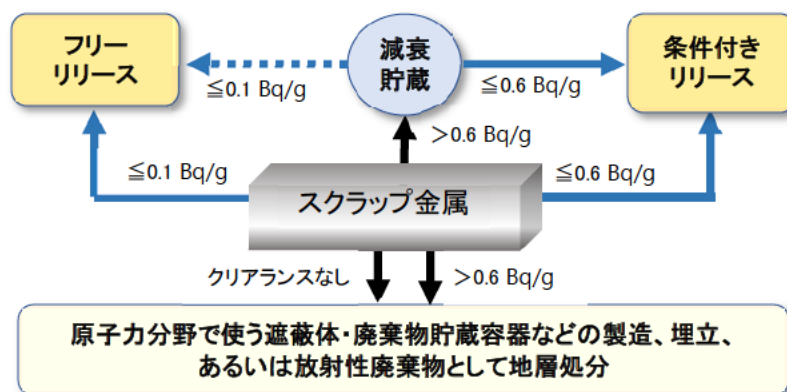 フリー
リリース
減衰
貯蔵
条件付き
リリース
≦0.1 Bq/g
≦0.6 Bq/g
>0.6 Bq/g
≦0.1 Bq/g
≦0.6 Bq/g
スクラップ金属
クリアランスなし
>0.6 Bq/g
原子力分野で使う遮蔽体・廃棄物貯蔵容器などの製造、埋立、
あるいは放射性廃棄物として地層処分